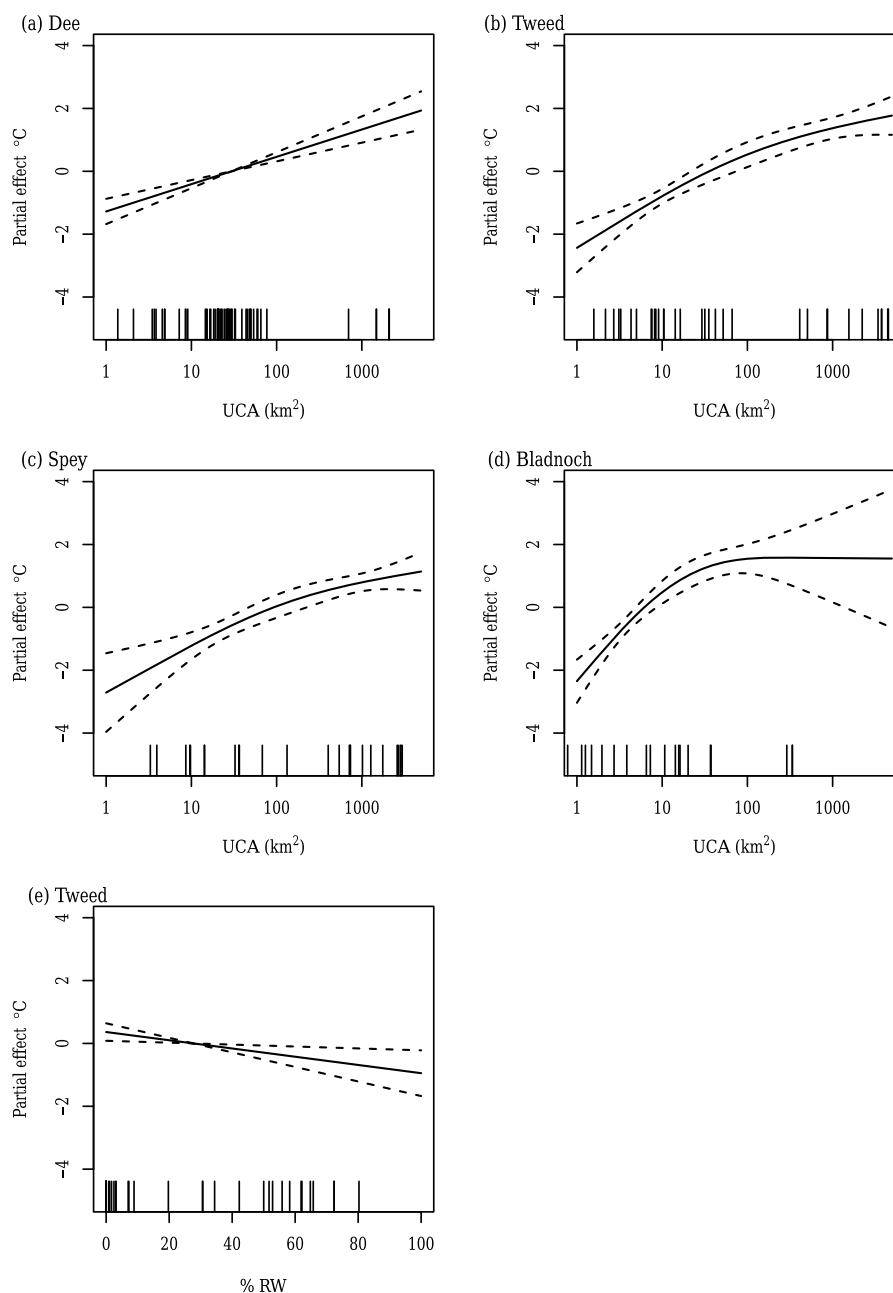 (a) Dee
Partial effect °C
4
2
0
−2
−4
1 10 100 1000
UCA (km²)
(b) Tweed
Partial effect °C
4
2
0
−2
−4
1 10 100 1000
UCA (km²)
(c) Spey
Partial effect °C
4
2
0
−2
−4
1 10 100 1000
UCA (km²)
(d) Bladnoch
Partial effect °C
4
2
0
−2
−4
1 10 100 1000
UCA (km²)
(e) Tweed
Partial effect °C
4
2
0
−2
−4
0 20 40 60 80 100
% RW